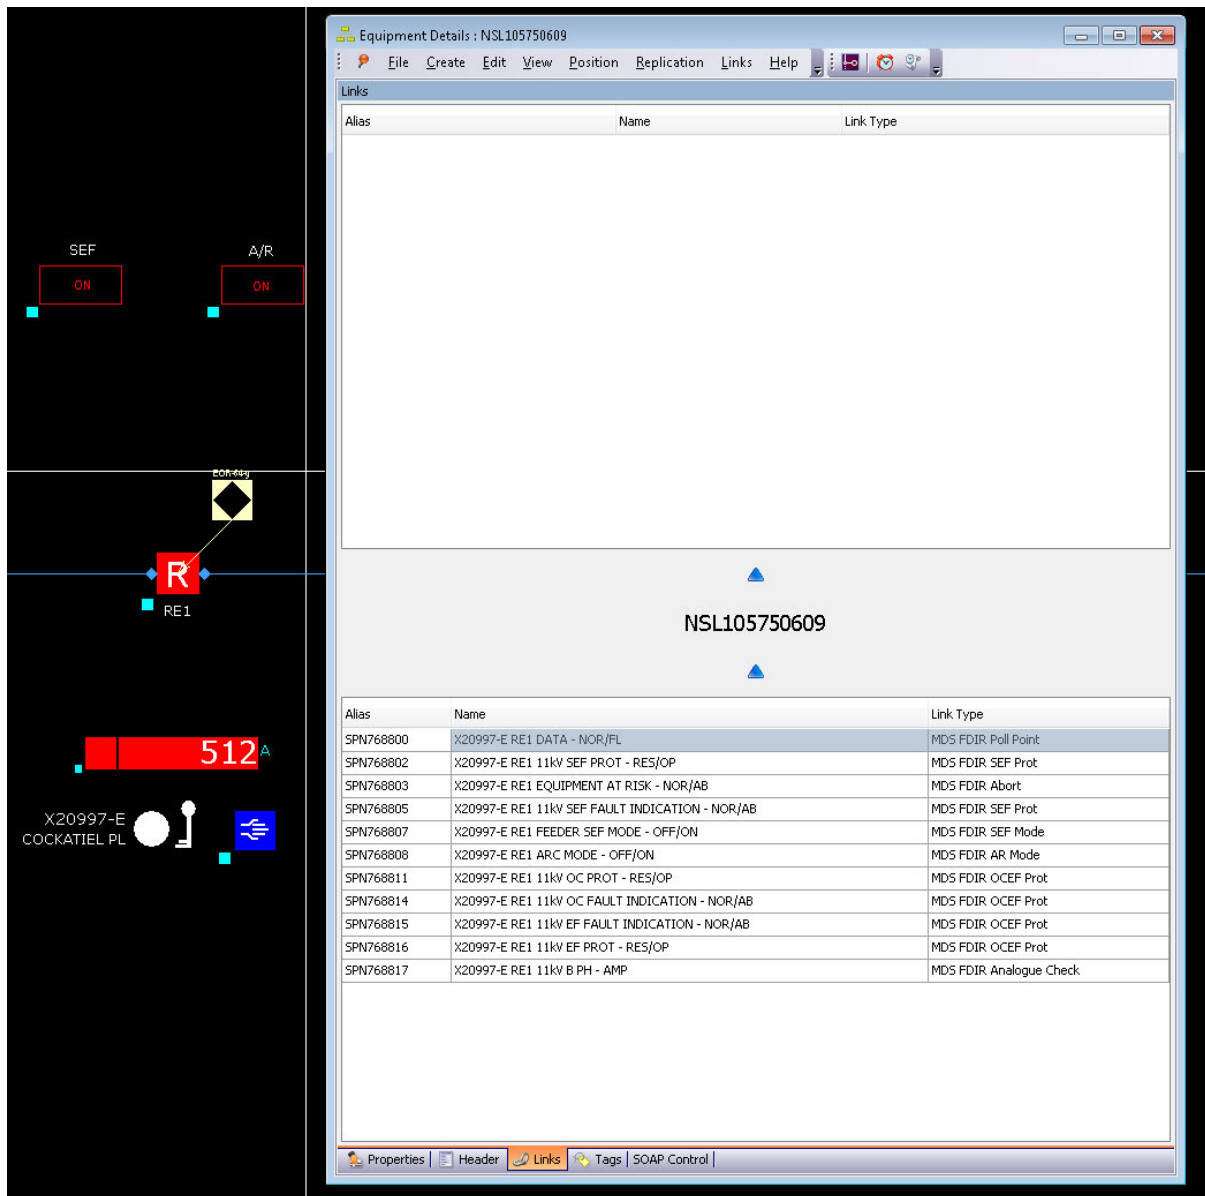 Equipment Details : NSL105750609
File Create Edit View Position Replication Links Help
Links
Alias Name Link Type
SEF A/R
ON ON
R
RE1
NSL105750609
512 A
X20997-E
COCKATIEL PL
Alias Name Link Type
SPN768800 X20997-E RE1 DATA - NOR/FL MDS FDIR Poll Point
SPN768802 X20997-E RE1 11kV SEF PROT - RES/OP MDS FDIR SEF Prot
SPN768803 X20997-E RE1 EQUIPMENT AT RISK - NOR/AB MDS FDIR Abort
SPN768805 X20997-E RE1 11kV SEF FAULT INDICATION - NOR/AB MDS FDIR SEF Prot
SPN768807 X20997-E RE1 FEEDER SEF MODE - OFF/ON MDS FDIR SEF Mode
SPN768808 X20997-E RE1 ARC MODE - OFF/ON MDS FDIR AR Mode
SPN768811 X20997-E RE1 11kV OC PROT - RES/OP MDS FDIR OCEF Prot
SPN768814 X20997-E RE1 11kV OC FAULT INDICATION - NOR/AB MDS FDIR OCEF Prot
SPN768815 X20997-E RE1 11kV EF FAULT INDICATION - NOR/AB MDS FDIR OCEF Prot
SPN768816 X20997-E RE1 11kV EF PROT - RES/OP MDS FDIR OCEF Prot
SPN768817 X20997-E RE1 11kV B PH - AMP MDS FDIR Analogue Check
Properties Header Links Tags SOAP Control